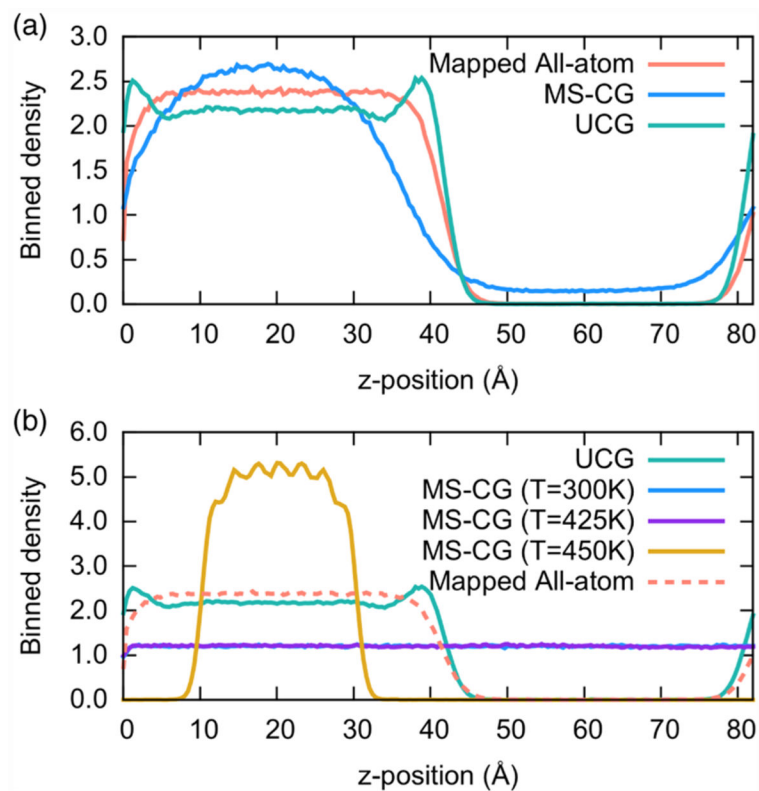 (a)
3.0
2.5
2.0
1.5
1.0
0.5
0.0
Binned density
Mapped All-atom
MS-CG
UCG
0 10 20 30 40 50 60 70 80
z-position (Å)
(b)
6.0
5.0
4.0
3.0
2.0
1.0
0.0
Binned density
UCG
MS-CG (T=300K)
MS-CG (T=425K)
MS-CG (T=450K)
Mapped All-atom
0 10 20 30 40 50 60 70 80
z-position (Å)